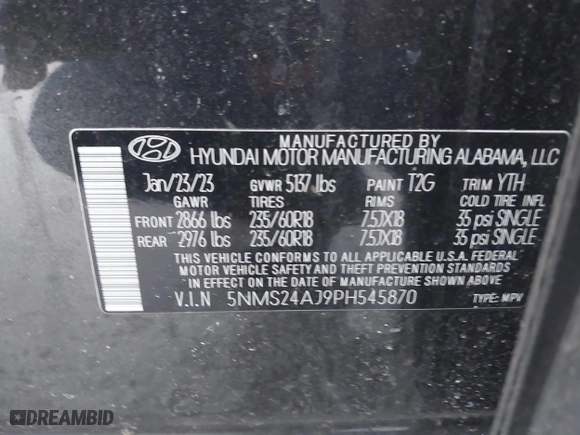 MANUFACTURED BY
HYUNDAI MOTOR MANUFACTURING ALABAMA, LLC
Jan/23/23 GVWR 5137 lbs PAINT T2G TRIM YTH
GAWR TIRES RIMS COLD TIRE INFL
FRONT 2866 lbs 235/60R18 7.5JX18 35 psi SINGLE
REAR 2976 lbs 235/60R18 7.5JX18 35 psi SINGLE
THIS VEHICLE CONFORMS TO ALL APPLICABLE U.S.A. FEDERAL
MOTOR VEHICLE SAFETY AND THEFT PREVENTION STANDARDS
IN EFFECT ON THE DATE OF MANUFACTURE SHOWN ABOVE
V.I.N 5NMS24AJ9PH545870 TYPE: MPV
DREAMBID